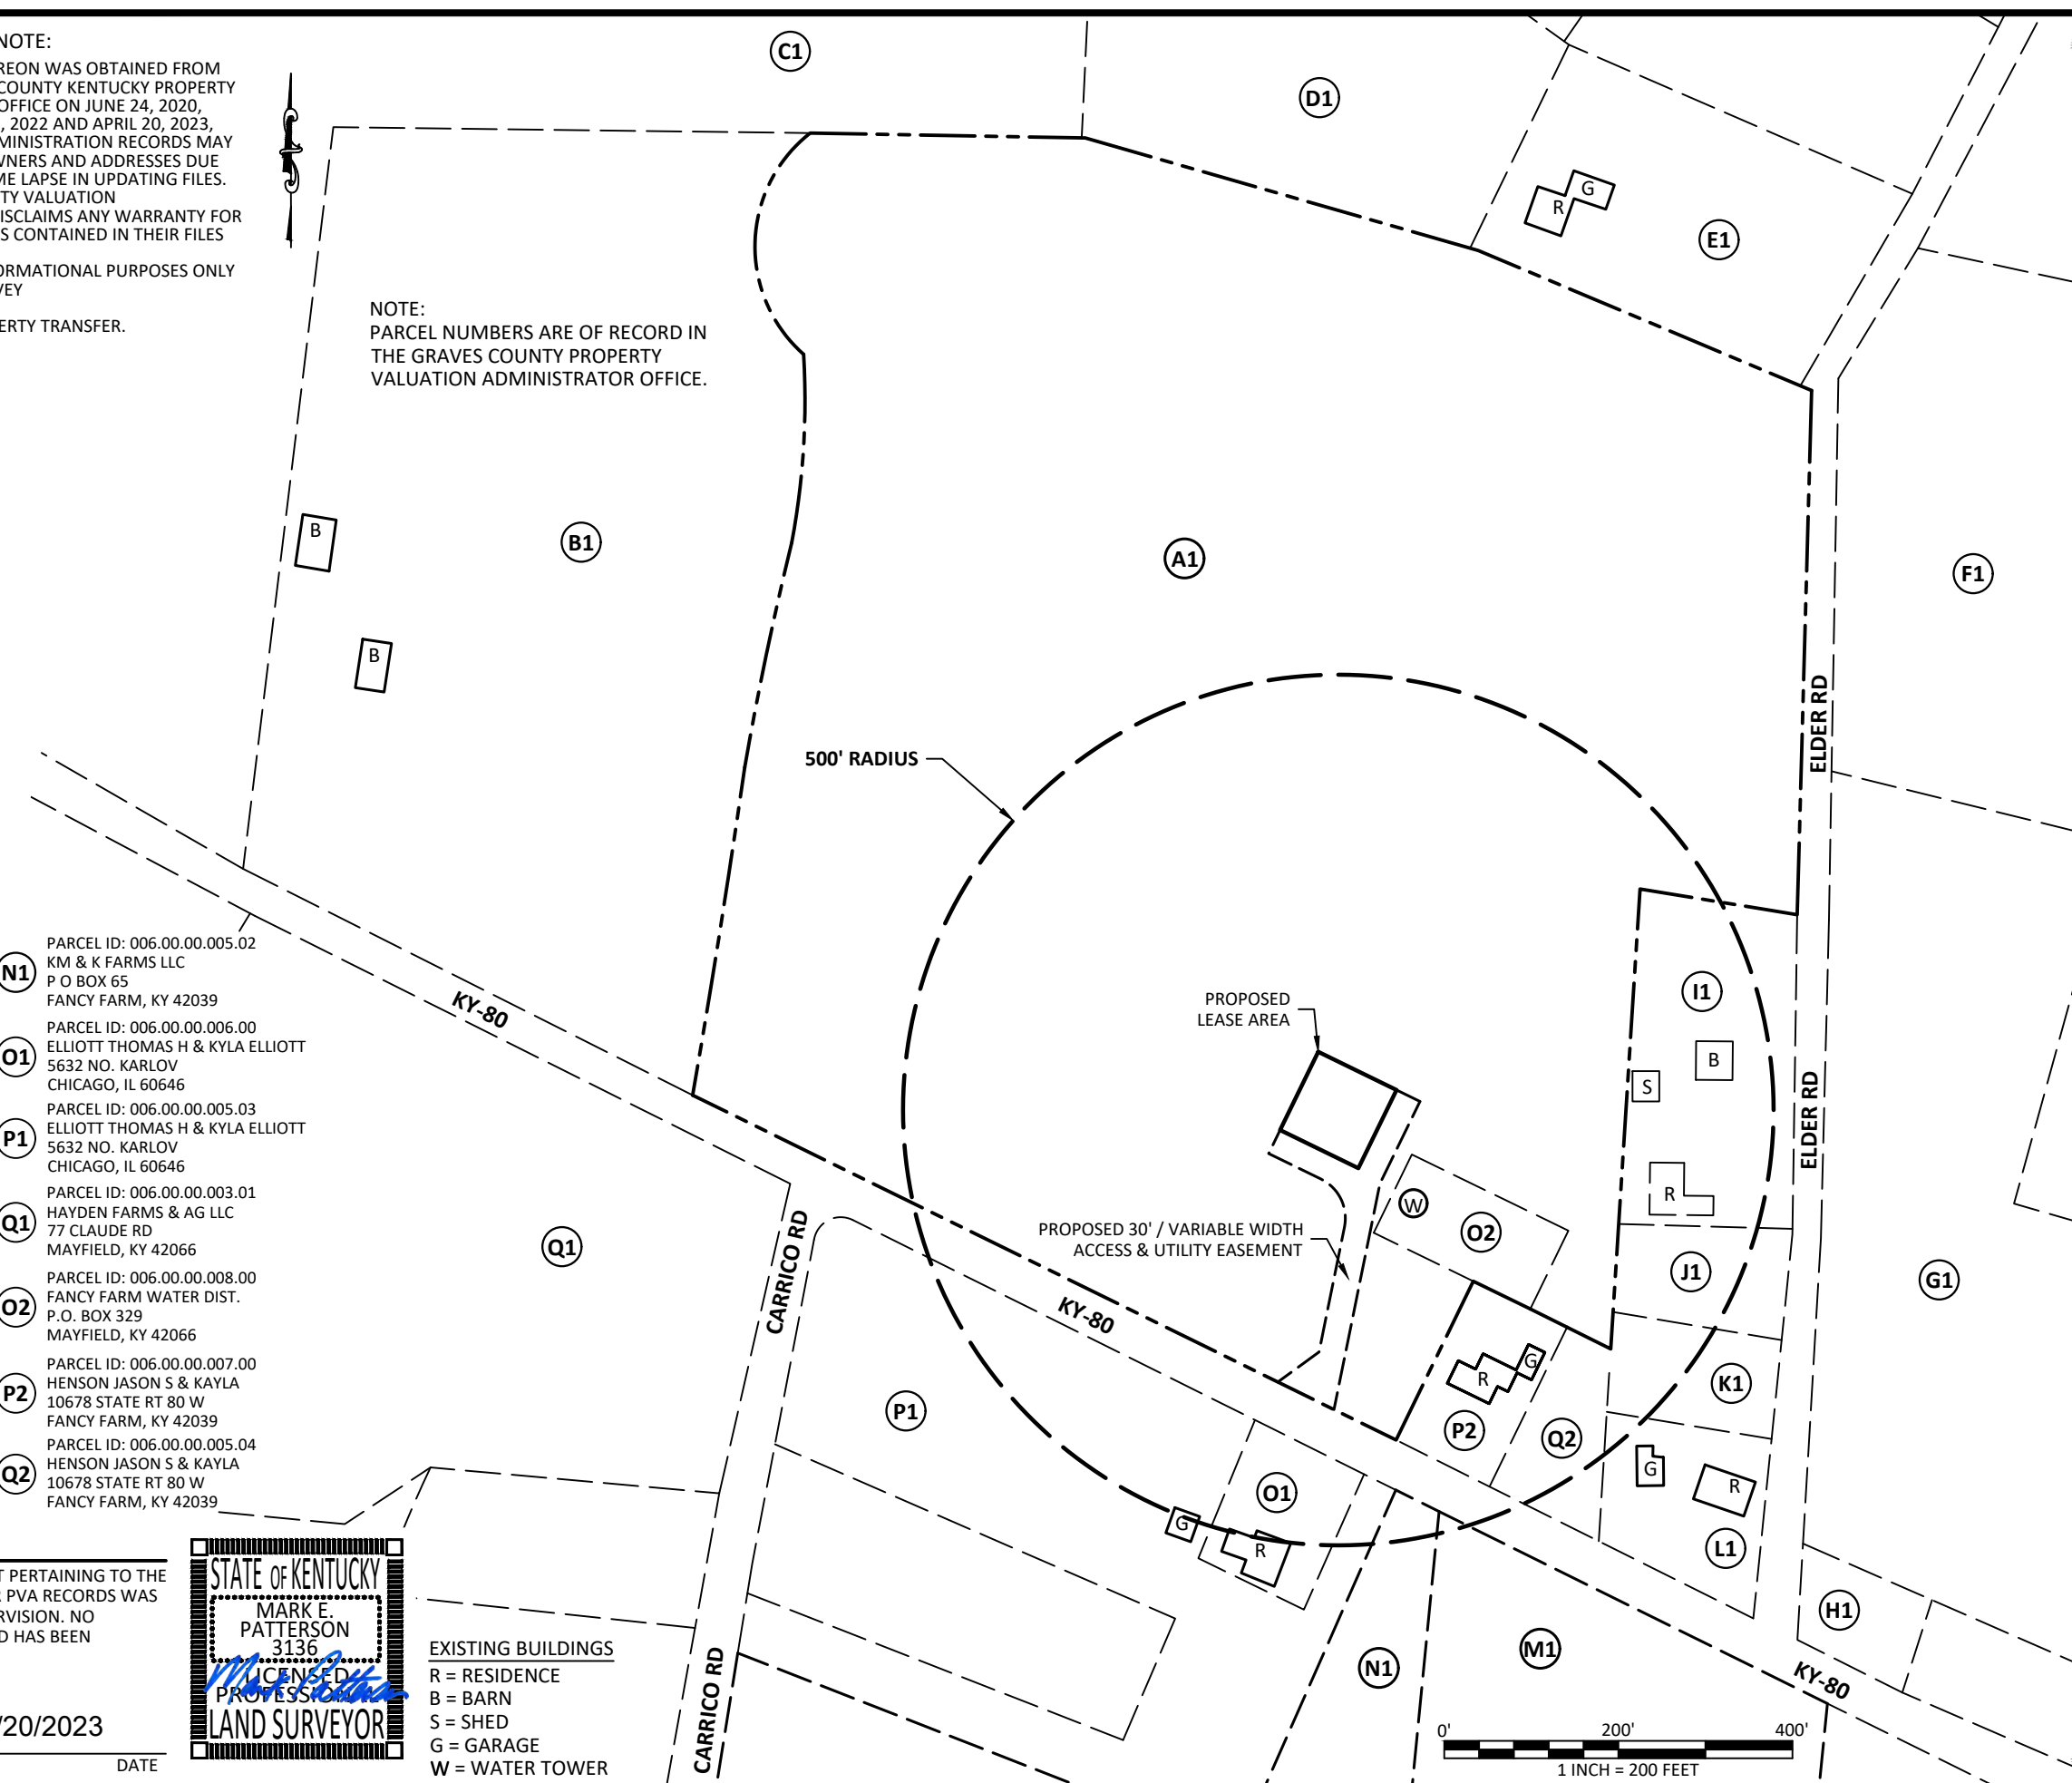 NOTE:
REON WAS OBTAINED FROM
COUNTY KENTUCKY PROPERTY
OFFICE ON JUNE 24, 2020,
, 2022 AND APRIL 20, 2023,
MINISTRATION RECORDS MAY
WNERS AND ADDRESSES DUE
ME LAPSE IN UPDATING FILES.
TY VALUATION
ISCLAIMS ANY WARRANTY FOR
S CONTAINED IN THEIR FILES
ORMATIONAL PURPOSES ONLY
VEY
ERTY TRANSFER.
C1
D1
R
G
E1
NOTE:
PARCEL NUMBERS ARE OF RECORD IN
THE GRAVES COUNTY PROPERTY
VALUATION ADMINISTRATOR OFFICE.
B
B
B1
A1
F1
ELDER RD
500' RADIUS
PROPOSED
LEASE AREA
I1
B
S
R
ELDER RD
J1
G1
K1
W
O2
PROPOSED 30' / VARIABLE WIDTH
ACCESS & UTILITY EASEMENT
KY-80
KY-80
CARRICO RD
Q1
P1
R
G
P2
Q2
G
R
L1
O1
G
R
H1
N1
M1
KY-80
CARRICO RD
N1
PARCEL ID: 006.00.00.005.02
KM & K FARMS LLC
P O BOX 65
FANCY FARM, KY 42039
O1
PARCEL ID: 006.00.00.006.00
ELLIOTT THOMAS H & KYLA ELLIOTT
5632 NO. KARLOV
CHICAGO, IL 60646
P1
PARCEL ID: 006.00.00.005.03
ELLIOTT THOMAS H & KYLA ELLIOTT
5632 NO. KARLOV
CHICAGO, IL 60646
Q1
PARCEL ID: 006.00.00.003.01
HAYDEN FARMS & AG LLC
77 CLAUDE RD
MAYFIELD, KY 42066
O2
PARCEL ID: 006.00.00.008.00
FANCY FARM WATER DIST.
P.O. BOX 329
MAYFIELD, KY 42066
P2
PARCEL ID: 006.00.00.007.00
HENSON JASON S & KAYLA
10678 STATE RT 80 W
FANCY FARM, KY 42039
Q2
PARCEL ID: 006.00.00.005.04
HENSON JASON S & KAYLA
10678 STATE RT 80 W
FANCY FARM, KY 42039
T PERTAINING TO THE
R PVA RECORDS WAS
RVISION. NO
D HAS BEEN
/20/2023
DATE
STATE OF KENTUCKY
MARK E.
PATTERSON
3136
LICENSED
PROFESSIONAL
LAND SURVEYOR
Mark Patterson
EXISTING BUILDINGS
R = RESIDENCE
B = BARN
S = SHED
G = GARAGE
W = WATER TOWER
0' 200' 400'
1 INCH = 200 FEET